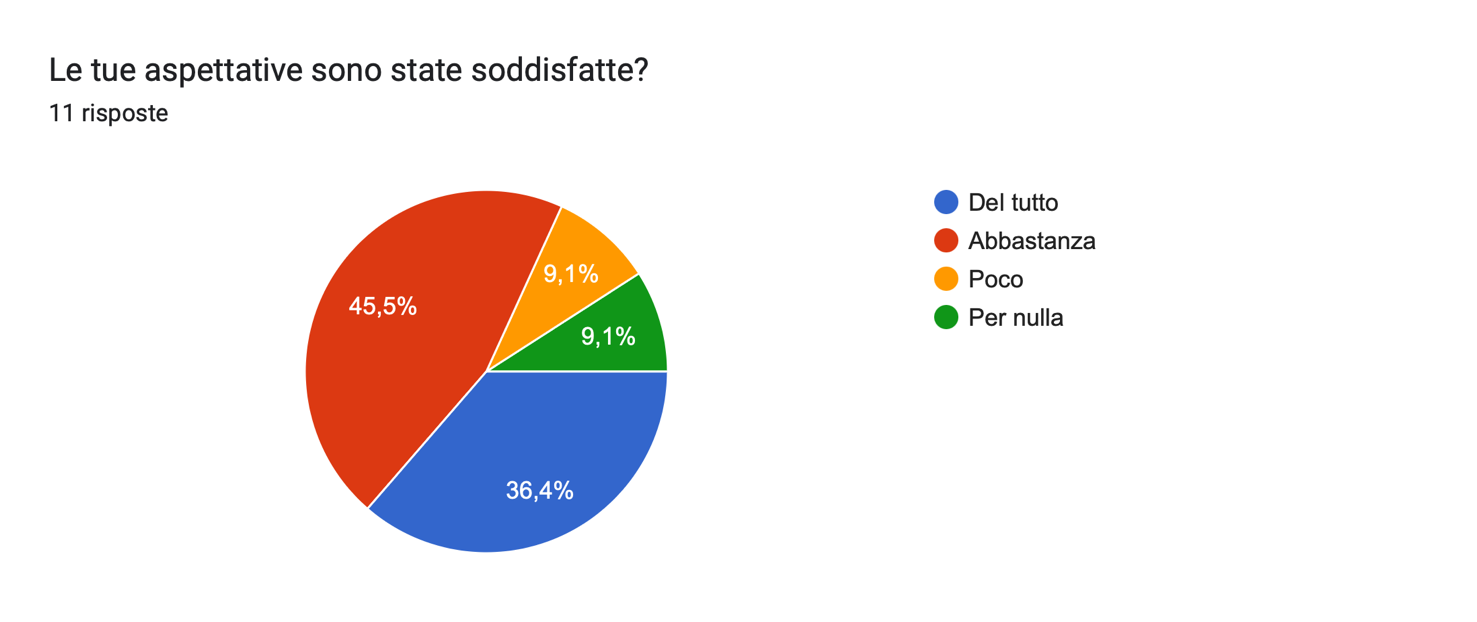 Le tue aspettative sono state soddisfatte?
11 risposte
Del tutto
Abbastanza
Poco
Per nulla
9,1%
45,5%
9,1%
36,4%